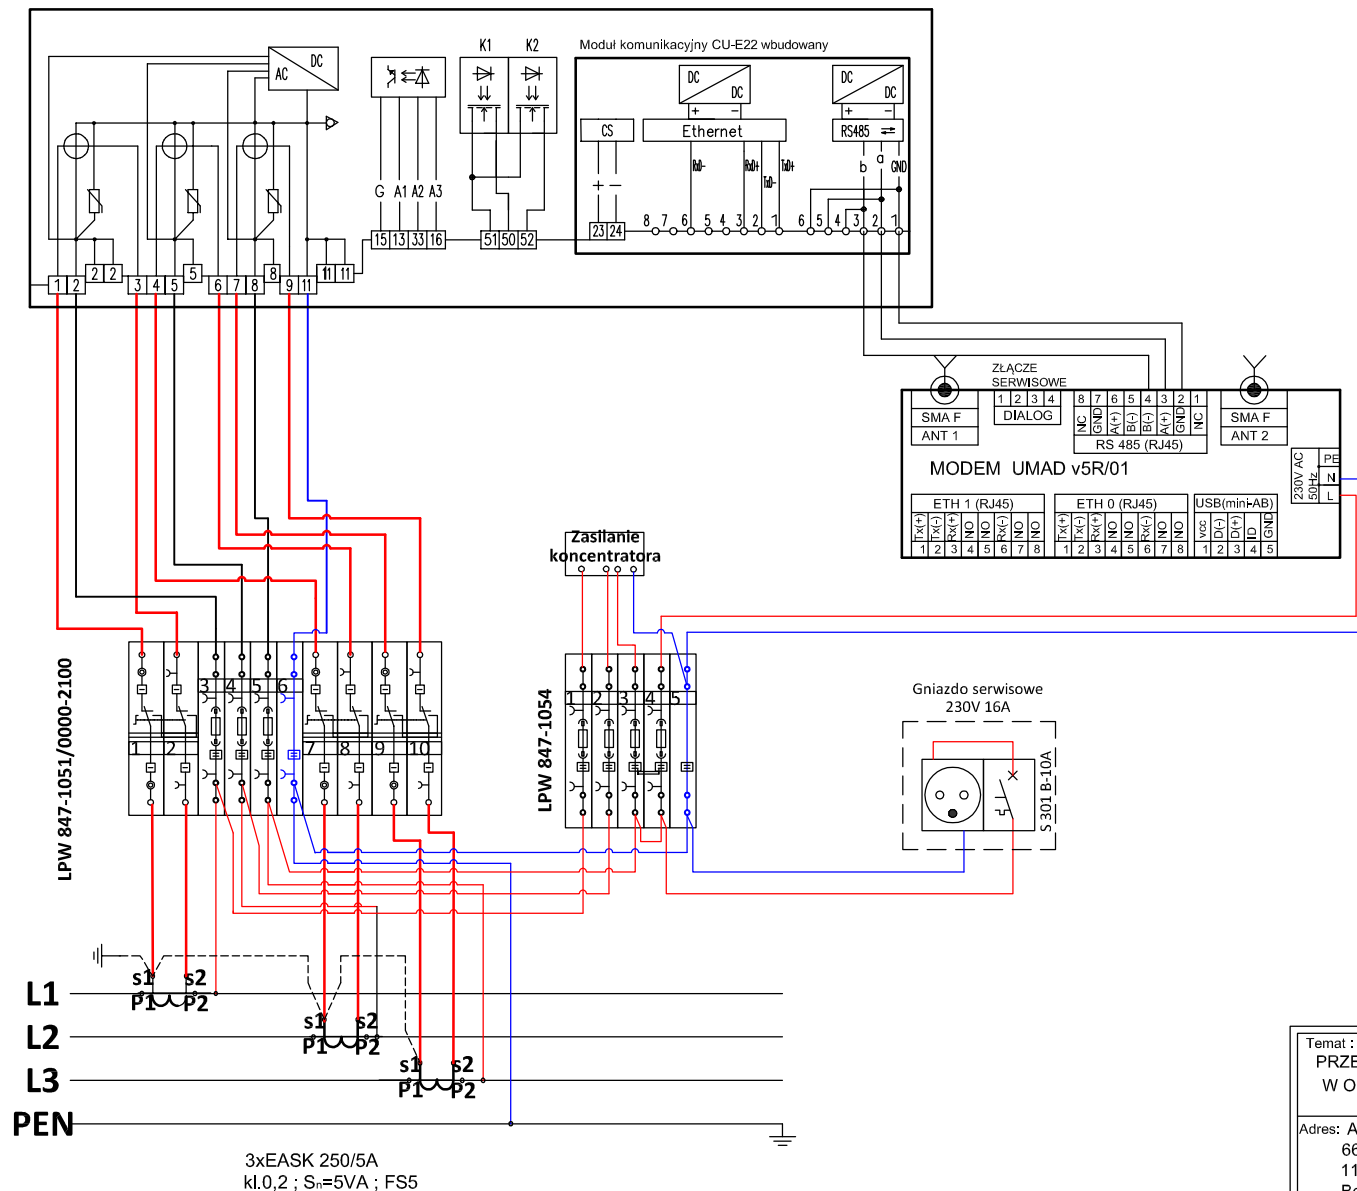 K1 K2
Moduł komunikacyjny CU-E22 wbudowany
DC
AC
DC
DC
DC
DC
+ -
+ -
CS
Ethernet
RS485
RxD- RxD+ TxD- TxD+
b a GND
+ -
G A1 A2 A3
8 7 6 5 4 3 2 1
6 5 4 3 2 1
15 13 33 16
51 50 52
23 24
2 2 5 8 11 11
1 2 3 4 5 6 7 8 9 11
ZŁĄCZE
SERWISOWE
1 2 3 4
DIALOG
SMA F
ANT 1
8 7 6 5 4 3 2 1
NC GND A(+) B(-) B(-) A(+) GND NC
RS 485 (RJ45)
SMA F
ANT 2
MODEM UMAD v5R/01
230V AC
50Hz
PE
N
L
ETH 1 (RJ45)
Tx(+) Tx(-) Rx(+) NO NO Rx(-) NO NO
1 2 3 4 5 6 7 8
ETH 0 (RJ45)
Tx(+) Tx(-) Rx(+) NO NO Rx(-) NO NO
1 2 3 4 5 6 7 8
USB(mini-AB)
vcc D(-) D(+) ID GND
1 2 3 4 5
Zasilanie
koncentratora
LPW 847-1051/0000-2100
1 2 3 4 5 6 7 8 9 10
LPW 847-1054
1 2 3 4 5
Gniazdo serwisowe
230V 16A
S 301 B-10A
s1 s2
L1
P1 P2
s1 s2
L2
P1 P2
s1 s2
L3
P1 P2
PEN
3xEASK 250/5A
kl.0,2 ; Sn=5VA ; FS5
Temat :
PRZE
W O
Adres: A
66
11